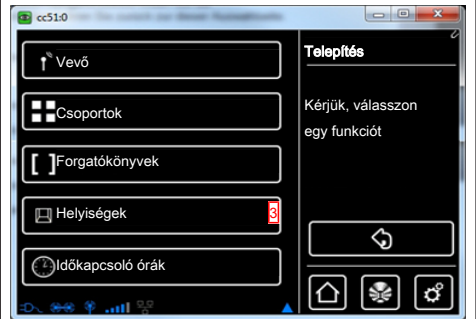 cc51:0
Vevő
Csoportok
Forgatókönyvek
Helyiségek
3
Időkapcsoló órák
Telepítés
Kérjük, válasszon
egy funkciót